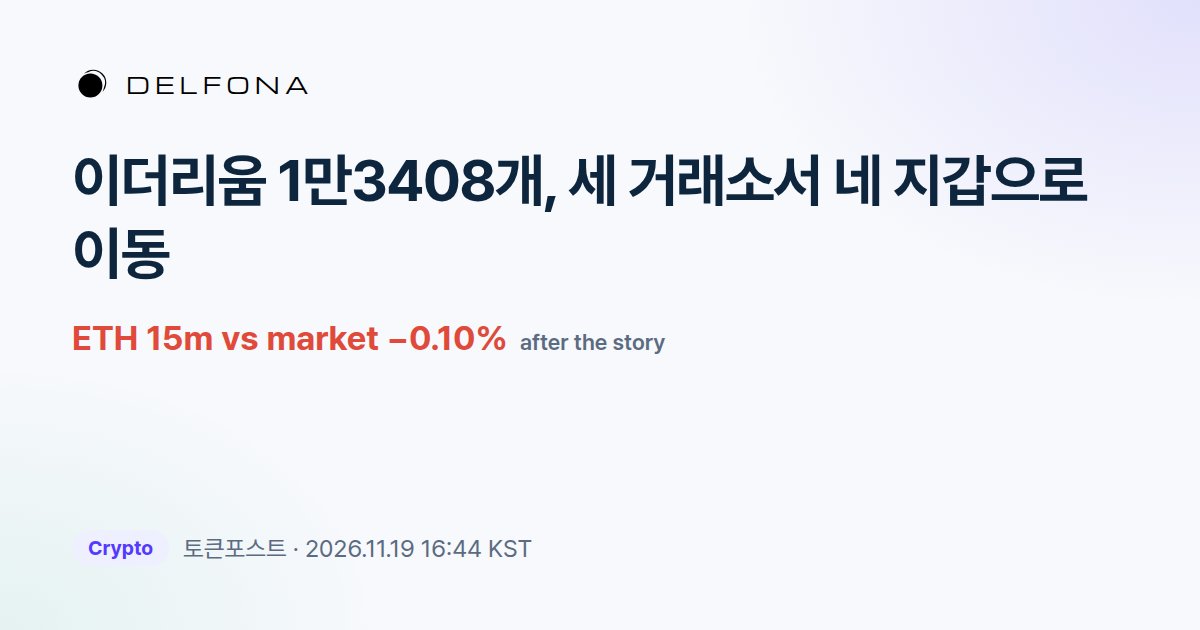 DELFONA
이더리움 1만3408개, 세 거래소서 네 지갑으로
이동
ETH 15m vs market −0.10% after the story
Crypto 토큰포스트 · 2026.11.19 16:44 KST